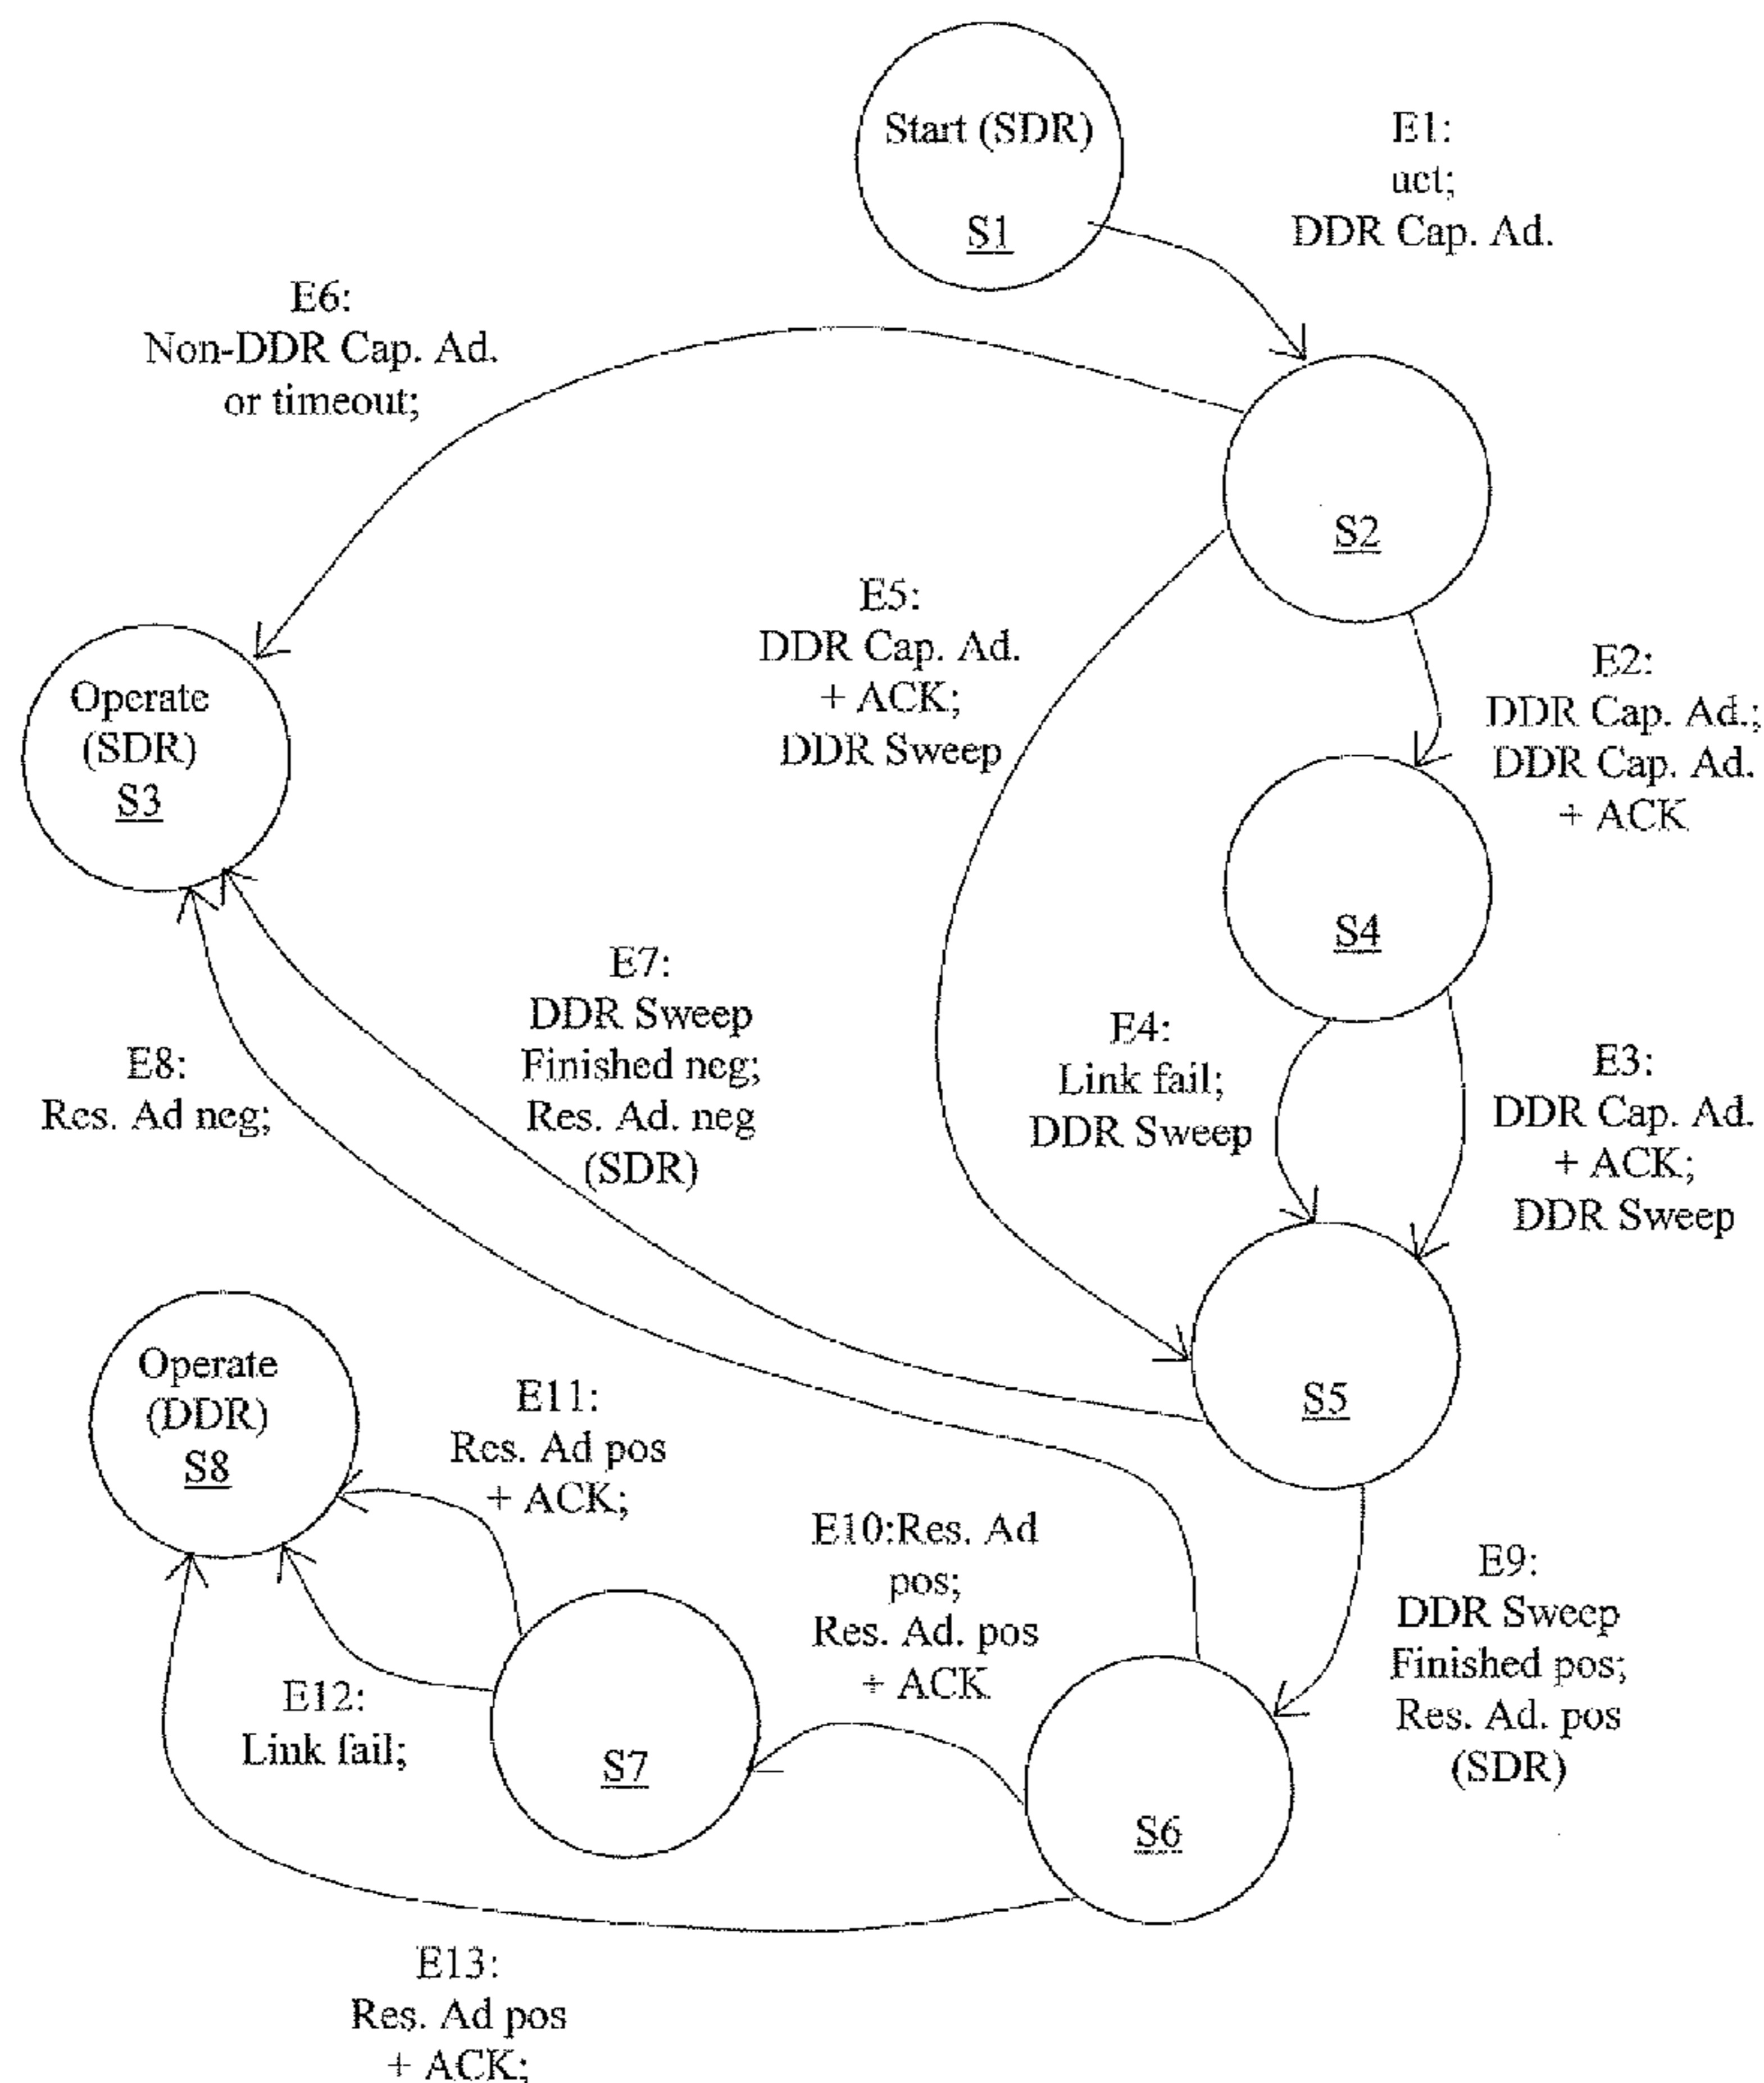 Start (SDR)
S1
E1:
uct;
DDR Cap. Ad.
E6:
Non-DDR Cap. Ad.
or timeout;
S2
E5:
DDR Cap. Ad.
+ ACK;
DDR Sweep
E2:
DDR Cap. Ad.;
DDR Cap. Ad.
+ ACK
Operate
(SDR)
S3
S4
E7:
DDR Sweep
Finished neg;
Res. Ad. neg
(SDR)
E8:
Res. Ad neg;
E4:
Link fail;
DDR Sweep
E3:
DDR Cap. Ad.
+ ACK;
DDR Sweep
Operate
(DDR)
S8
E11:
Res. Ad pos
+ ACK;
S5
E10:Res. Ad
pos;
Res. Ad. pos
+ ACK
E9:
DDR Sweep
Finished pos;
Res. Ad. pos
(SDR)
E12:
Link fail;
S7
S6
E13:
Res. Ad pos
+ ACK;